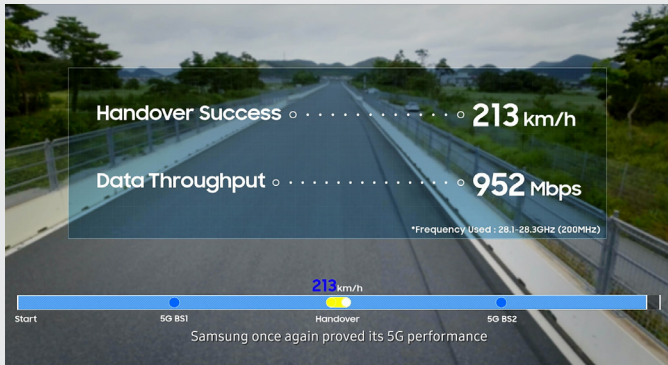 Handover Success 213 km/h
Data Throughput 952 Mbps
*Frequency Used : 28.1-28.3GHz (200MHz)
213km/h
Start 5G BS1 Handover 5G BS2
Samsung once again proved its 5G performance